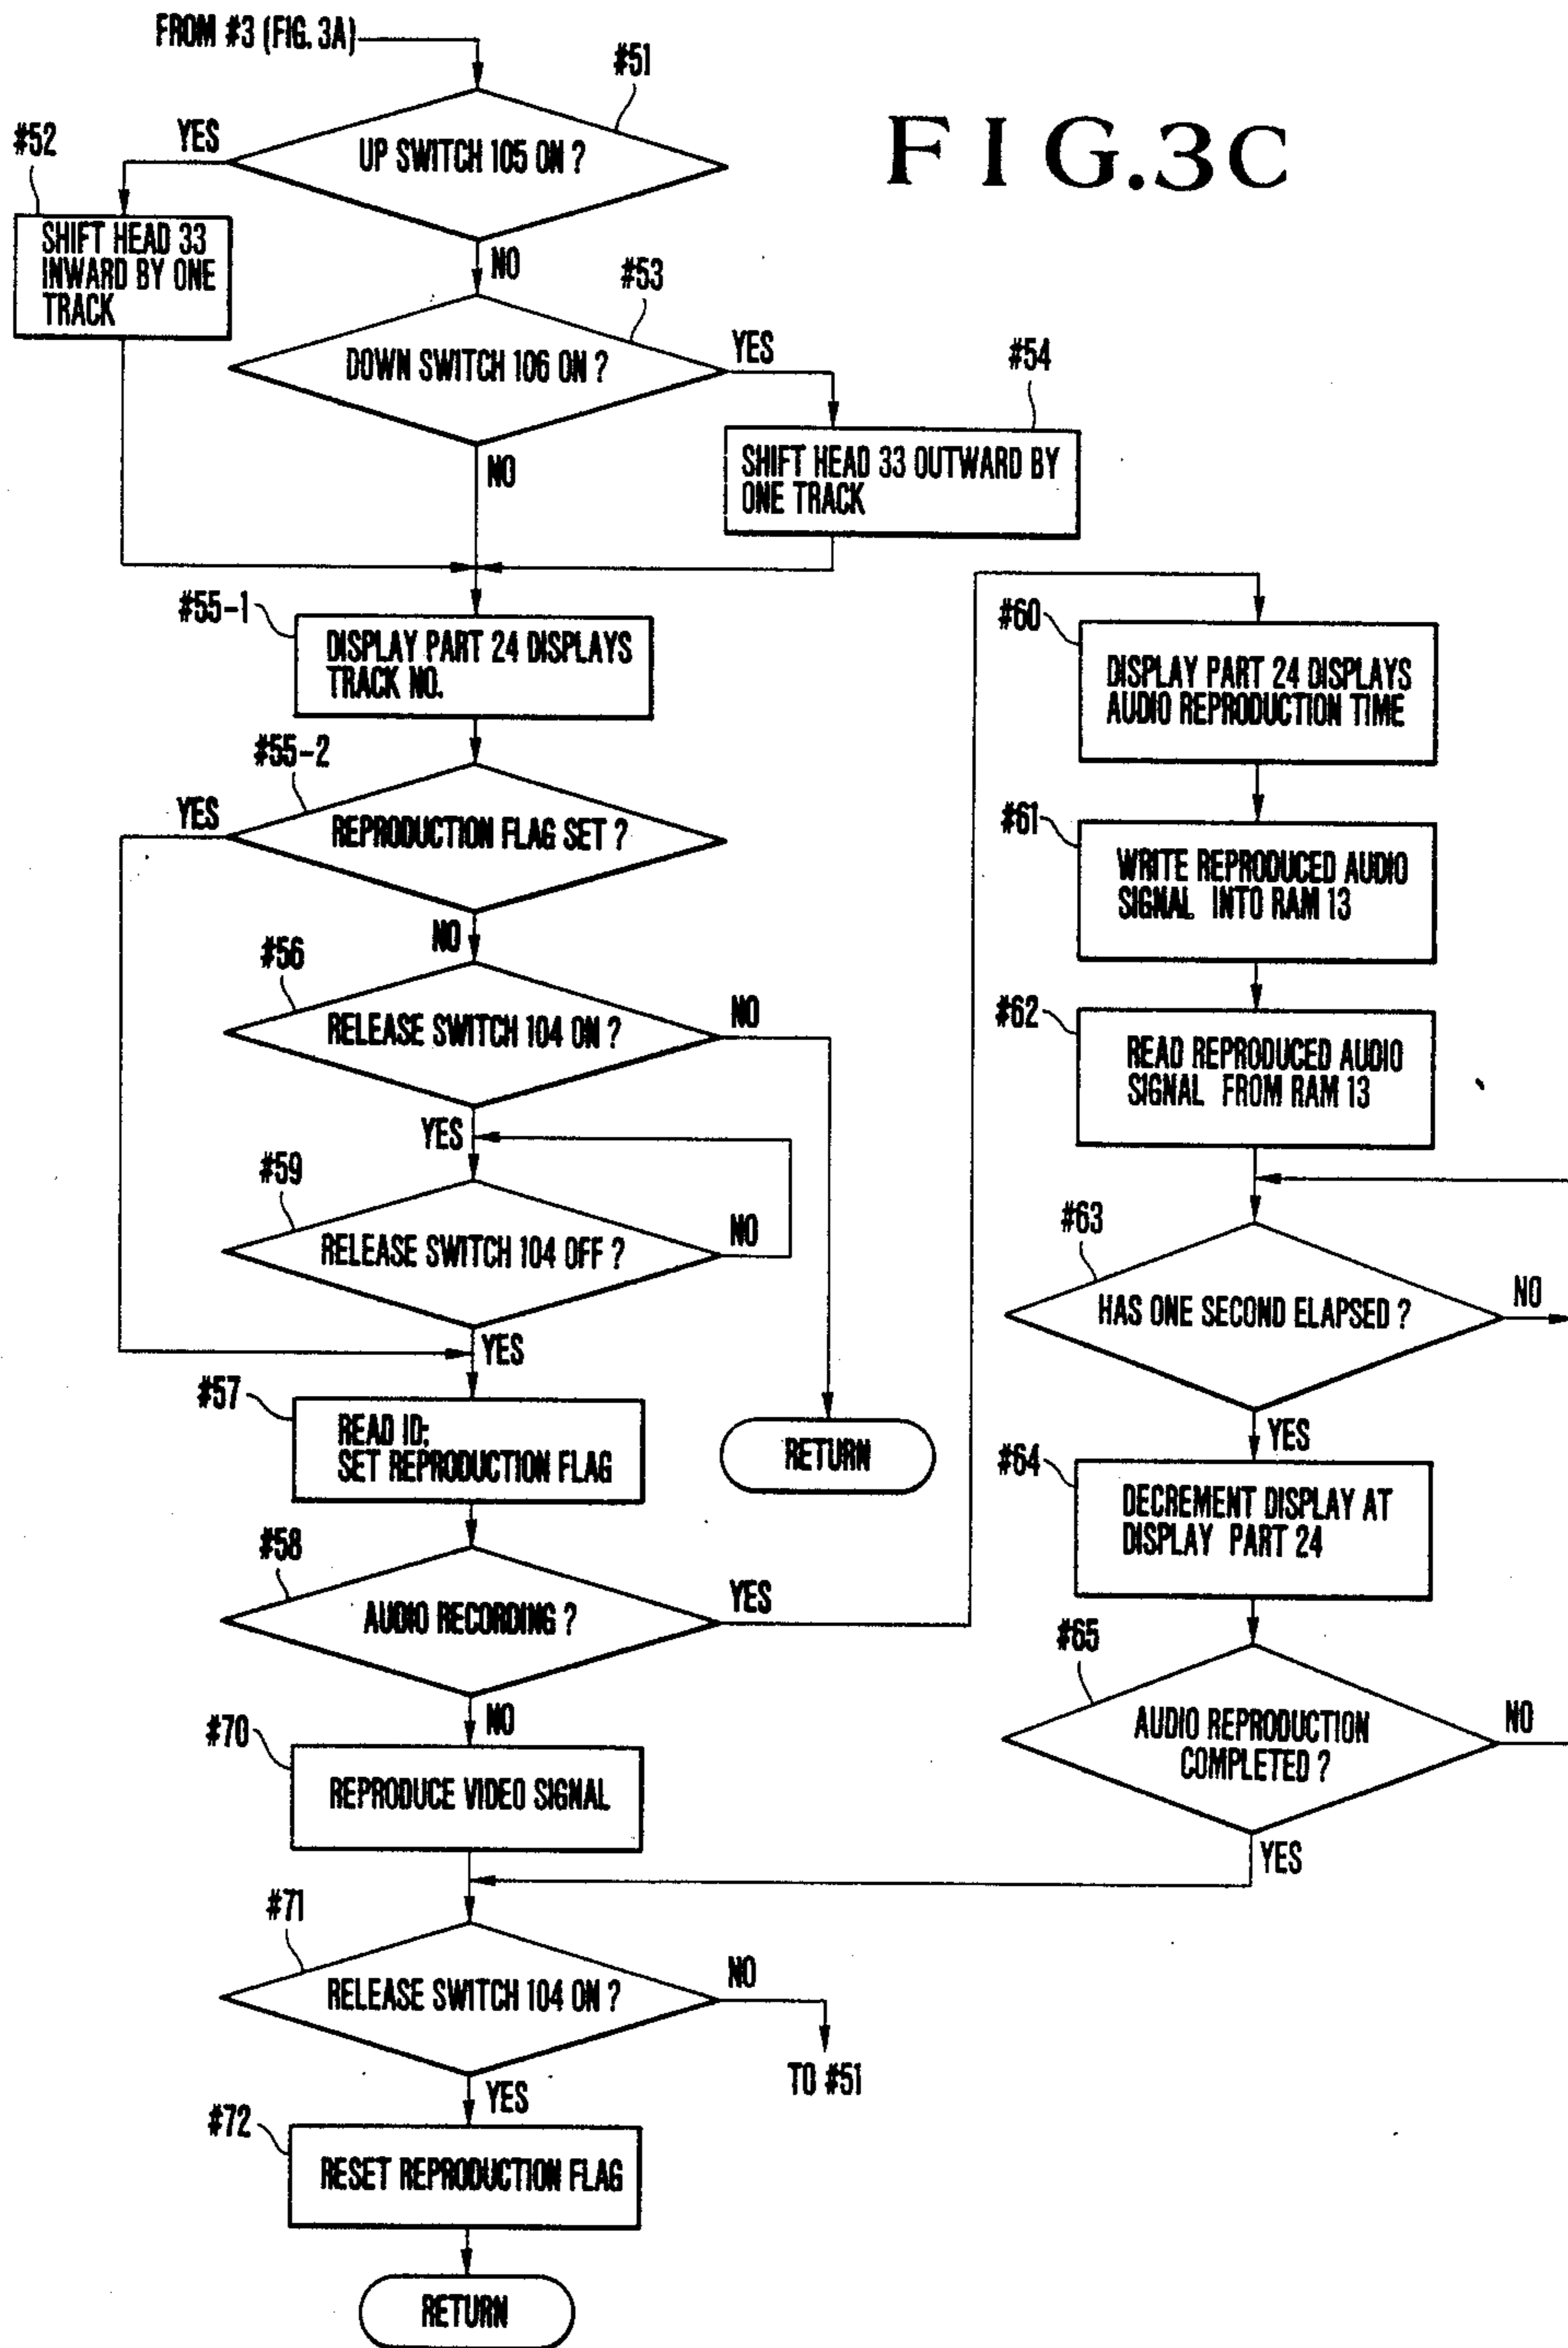 FROM #3 (FIG. 3A)
#51
FIG.3C
#52
YES
UP SWITCH 105 ON ?
SHIFT HEAD 33
INWARD BY ONE
TRACK
NO
#53
DOWN SWITCH 106 ON ?
YES
#54
NO
SHIFT HEAD 33 OUTWARD BY
ONE TRACK
#55-1
DISPLAY PART 24 DISPLAYS
TRACK NO.
#55-2
YES
REPRODUCTION FLAG SET ?
NO
#56
RELEASE SWITCH 104 ON ?
NO
YES
#59
RELEASE SWITCH 104 OFF ?
NO
YES
#57
READ ID;
SET REPRODUCTION FLAG
RETURN
#58
AUDIO RECORDING ?
YES
NO
#60
DISPLAY PART 24 DISPLAYS
AUDIO REPRODUCTION TIME
#61
WRITE REPRODUCED AUDIO
SIGNAL INTO RAM 13
#62
READ REPRODUCED AUDIO
SIGNAL FROM RAM 13
#63
HAS ONE SECOND ELAPSED ?
NO
YES
#64
DECREMENT DISPLAY AT
DISPLAY PART 24
#65
AUDIO REPRODUCTION
COMPLETED ?
NO
YES
#70
REPRODUCE VIDEO SIGNAL
#71
RELEASE SWITCH 104 ON ?
NO
TO #51
YES
#72
RESET REPRODUCTION FLAG
RETURN